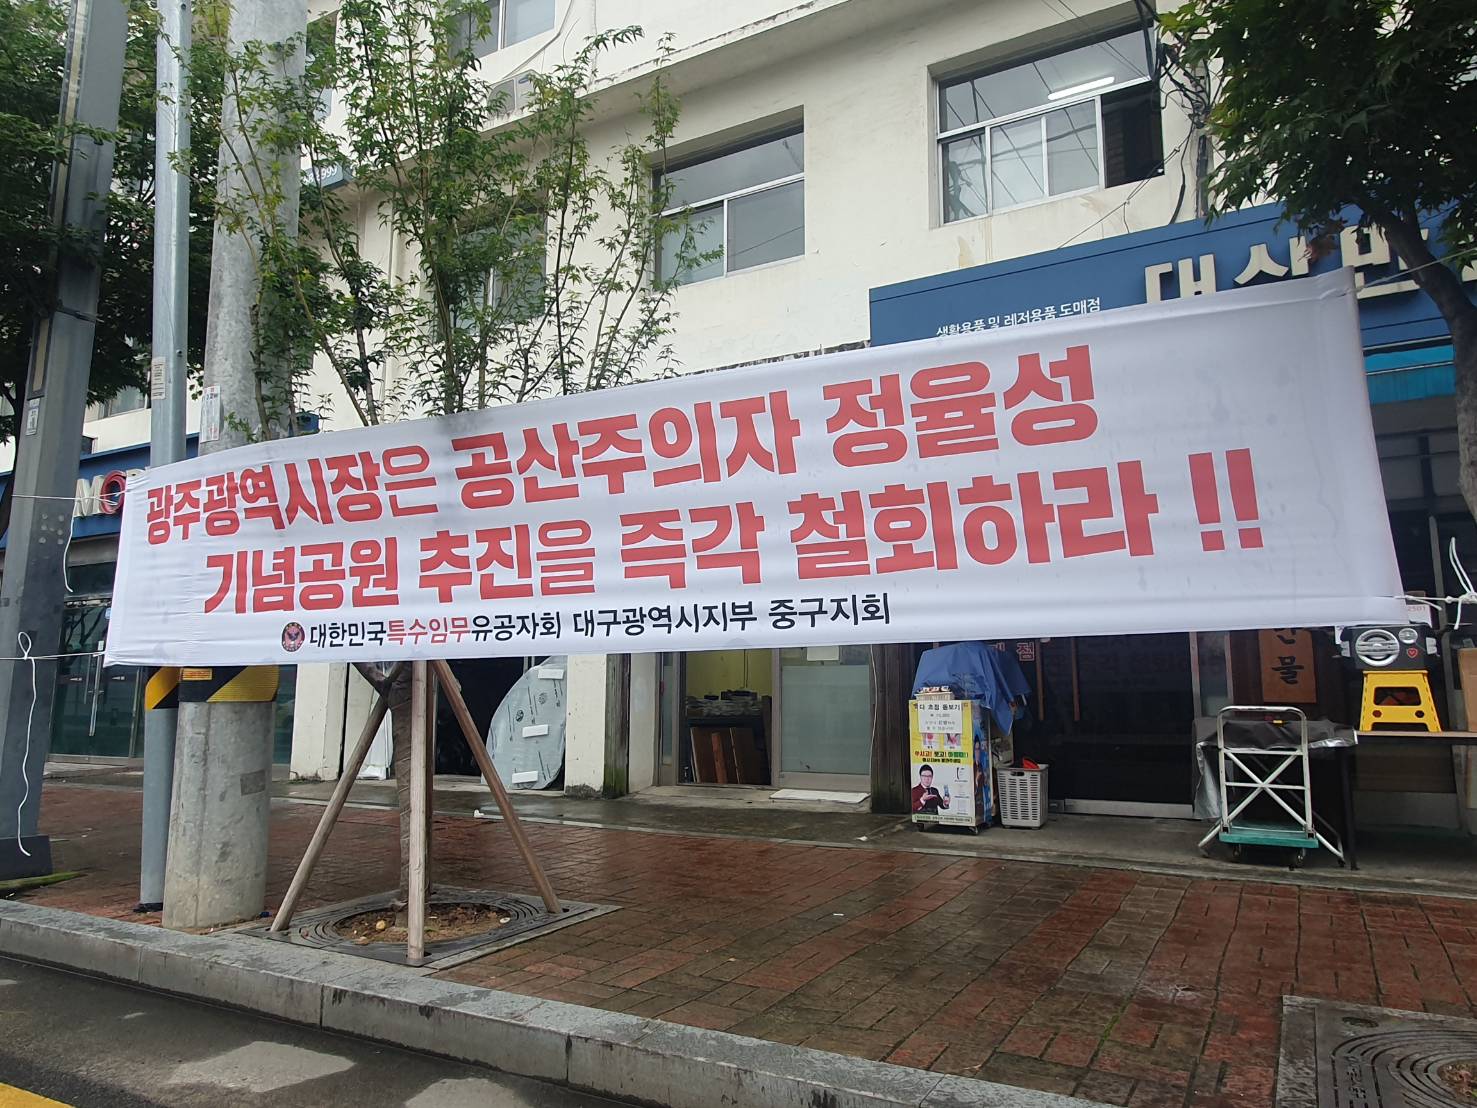 광주광역시장은 공산주의자 정율성
기념공원 추진을 즉각 철회하라 !!
대한민국특수임무유공자회 대구광역시지부 중구지회
생활용품 및 레저용품 도매점